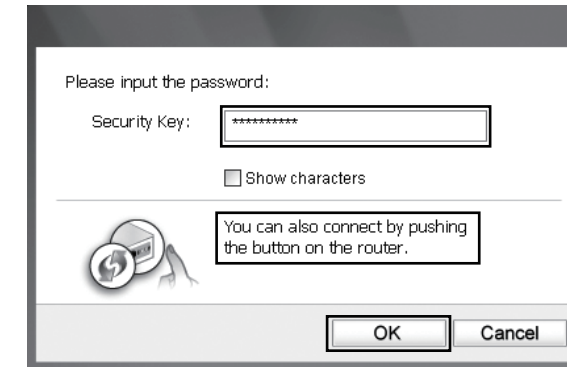 Please input the password:
Security Key: **********
Show characters
You can also connect by pushing
the button on the router.
OK Cancel